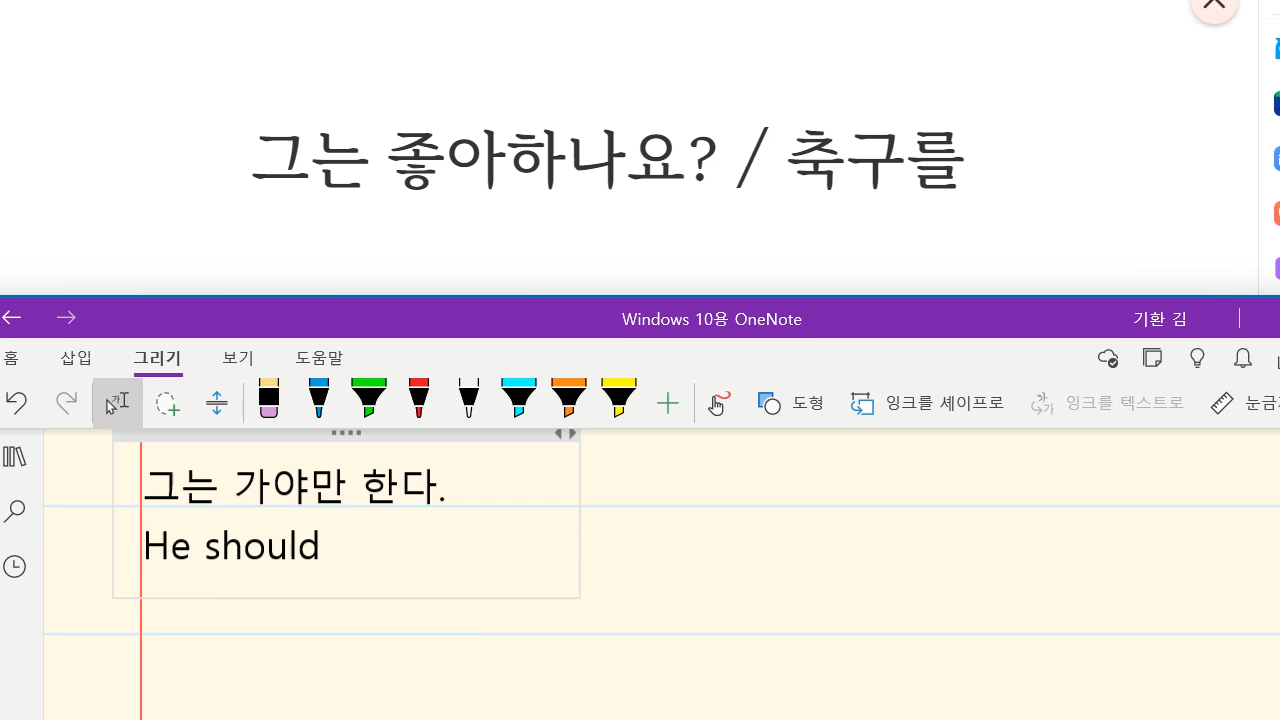 그는 좋아하나요? / 축구를
Windows 10용 OneNote
기환 김
홈 삽입 그리기 보기 도움말
도형 잉크를 셰이프로 잉크를 텍스트로
그는 가야만 한다.
He should